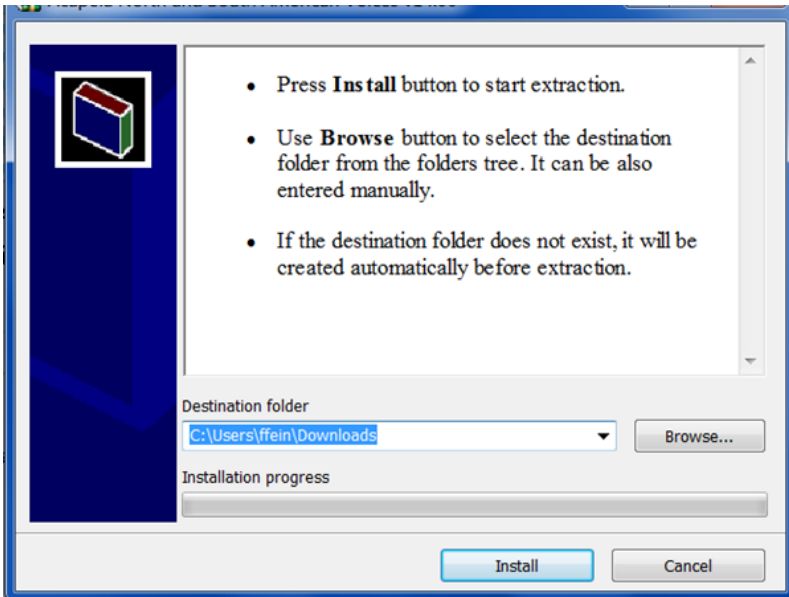 • Press Install button to start extraction.
• Use Browse button to select the destination
folder from the folders tree. It can be also
entered manually.
• If the destination folder does not exist, it will be
created automatically before extraction.
Destination folder
C:\Users\ffein\Downloads
Browse...
Installation progress
Install
Cancel